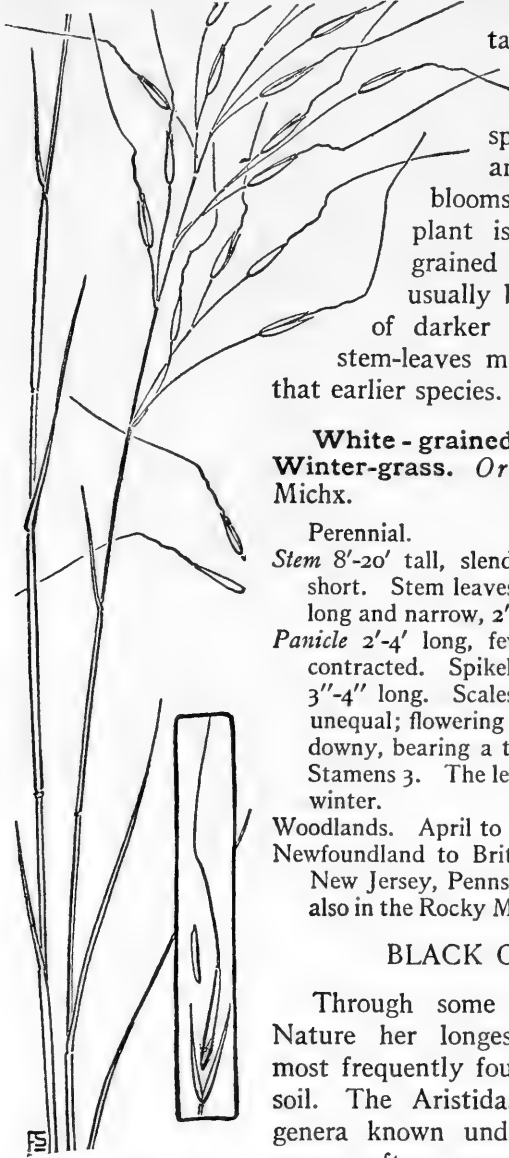 ta
sp
ar
blooms
plant is
grained
usually
of darker
stem-leaves m
that earlier species.
White-grained
Winter-grass. Or
Michx.
Perennial.
Stem 8'-20' tall, slend
short. Stem leaves
long and narrow, 2'
Panicle 2'-4' long, fev
contracted. Spikel
3"-4" long. Scales
unequal; flowering
downy, bearing a t
Stamens 3. The le
winter.
Woodlands. April to
Newfoundland to Brit
New Jersey, Penns
also in the Rocky M
BLACK
Through some
Nature her longes
most frequently fou
soil. The Aristida
genera known und